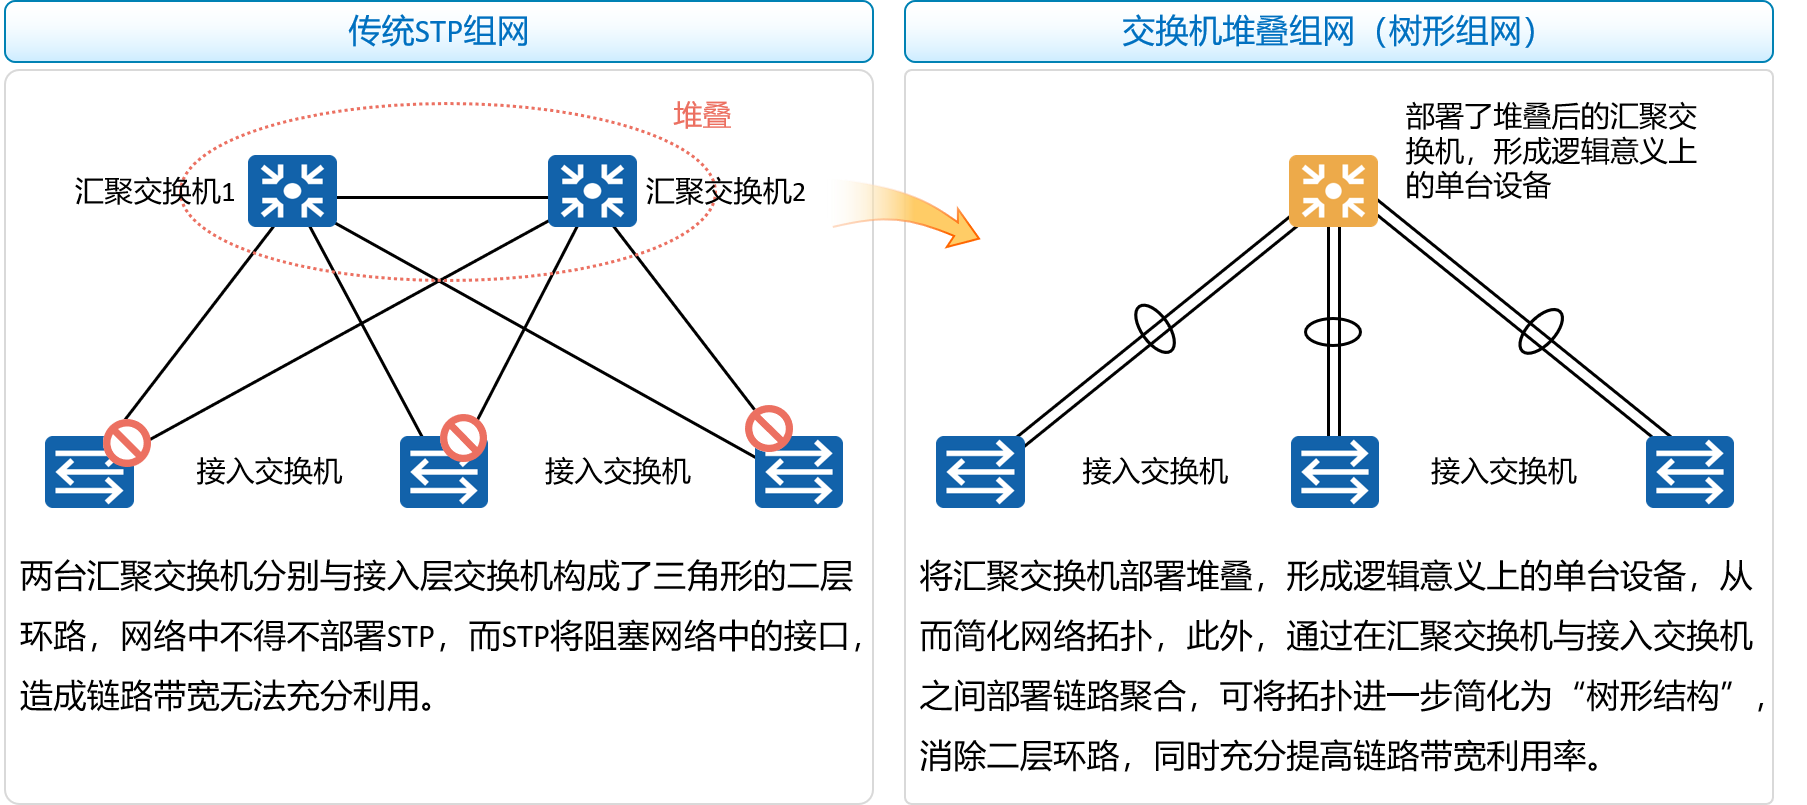 传统STP组网
堆叠
汇聚交换机1
汇聚交换机2
接入交换机
接入交换机
两台汇聚交换机分别与接入层交换机构成了三角形的二层
环路，网络中不得不部署STP，而STP将阻塞网络中的接口，
造成链路带宽无法充分利用。
交换机堆叠组网（树形组网）
部署了堆叠后的汇聚交
换机，形成逻辑意义上
的单台设备
接入交换机
接入交换机
将汇聚交换机部署堆叠，形成逻辑意义上的单台设备，从
而简化网络拓扑，此外，通过在汇聚交换机与接入交换机
之间部署链路聚合，可将拓扑进一步简化为“树形结构”，
消除二层环路，同时充分提高链路带宽利用率。